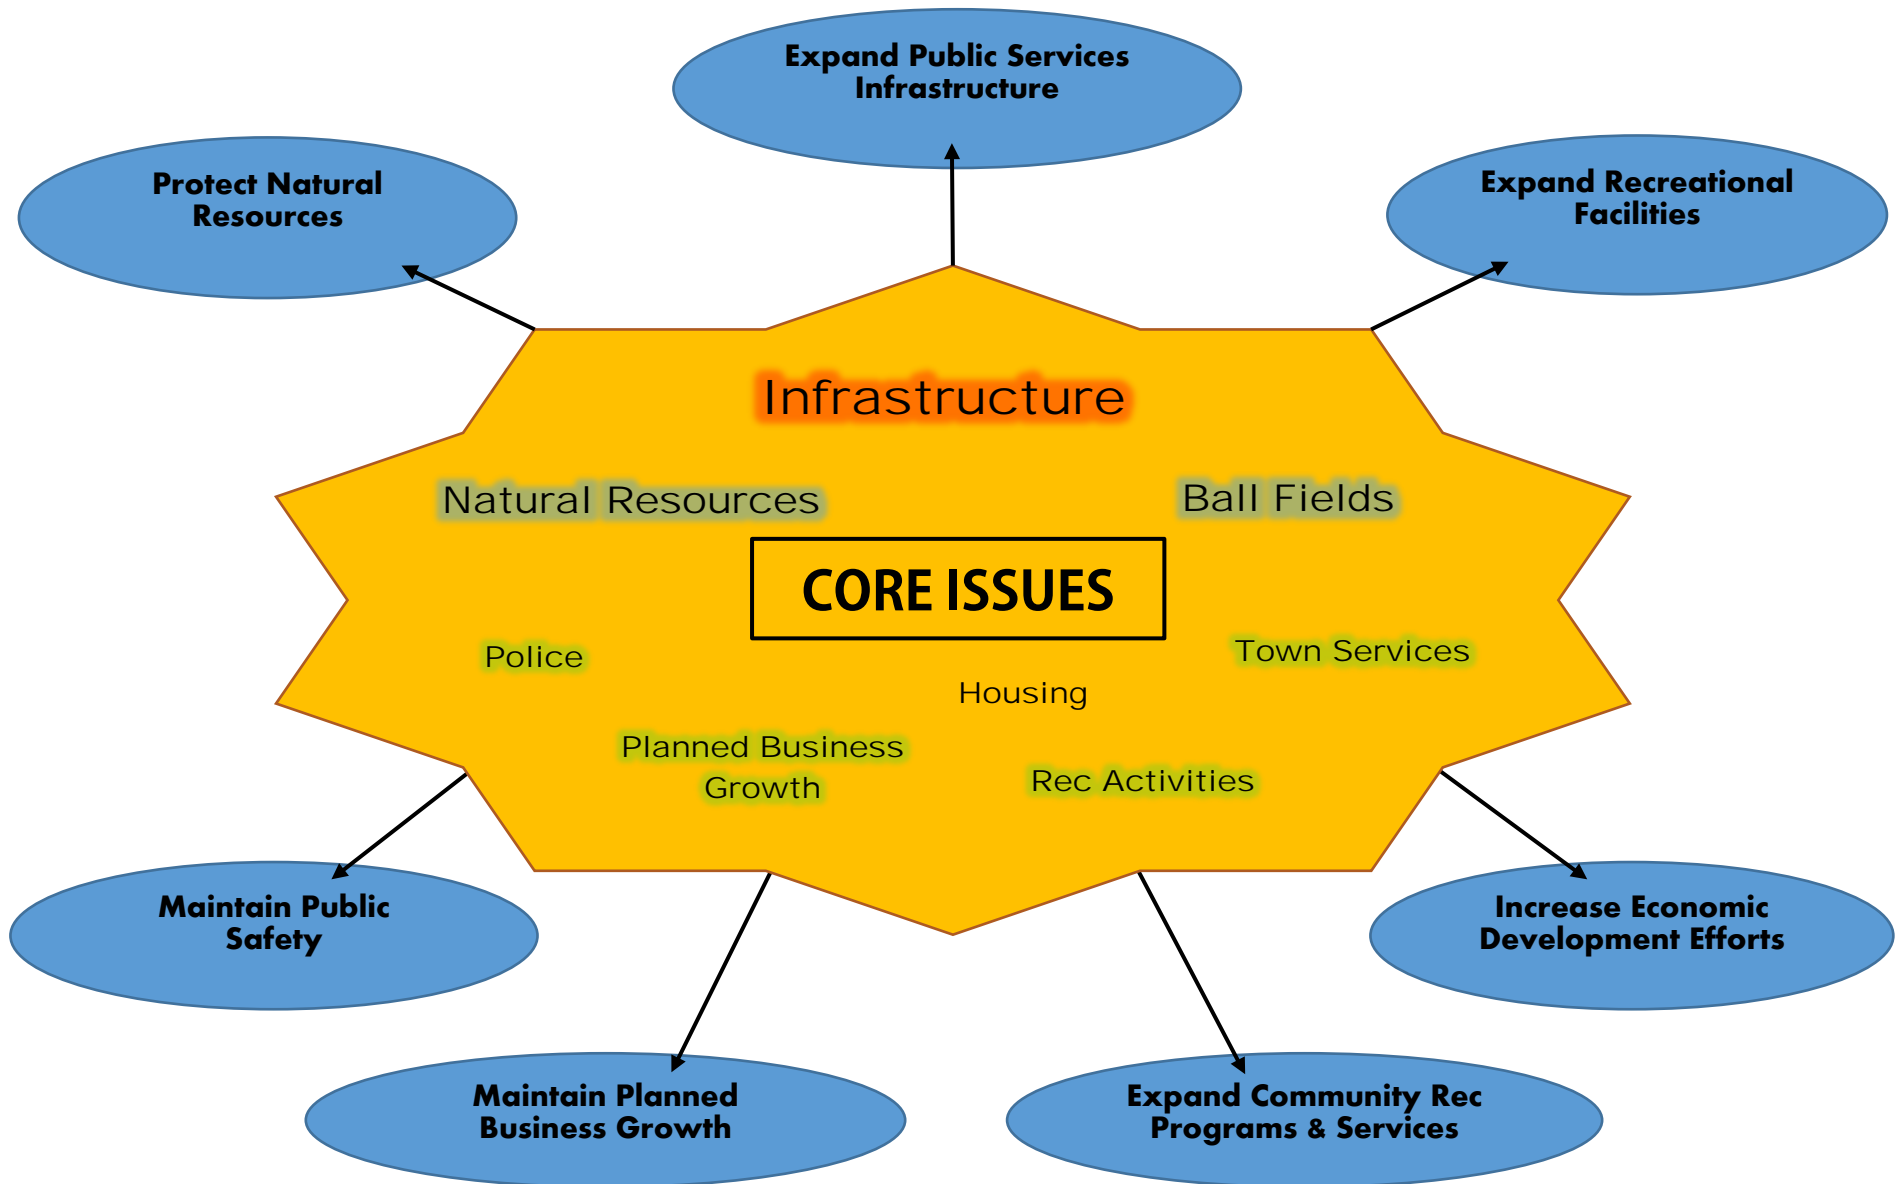 Expand Public Services
Infrastructure
Protect Natural
Resources
Expand Recreational
Facilities
Infrastructure
Natural Resources
Ball Fields
CORE ISSUES
Police
Town Services
Housing
Planned Business
Growth
Rec Activities
Maintain Public
Safety
Increase Economic
Development Efforts
Maintain Planned
Business Growth
Expand Community Rec
Programs & Services